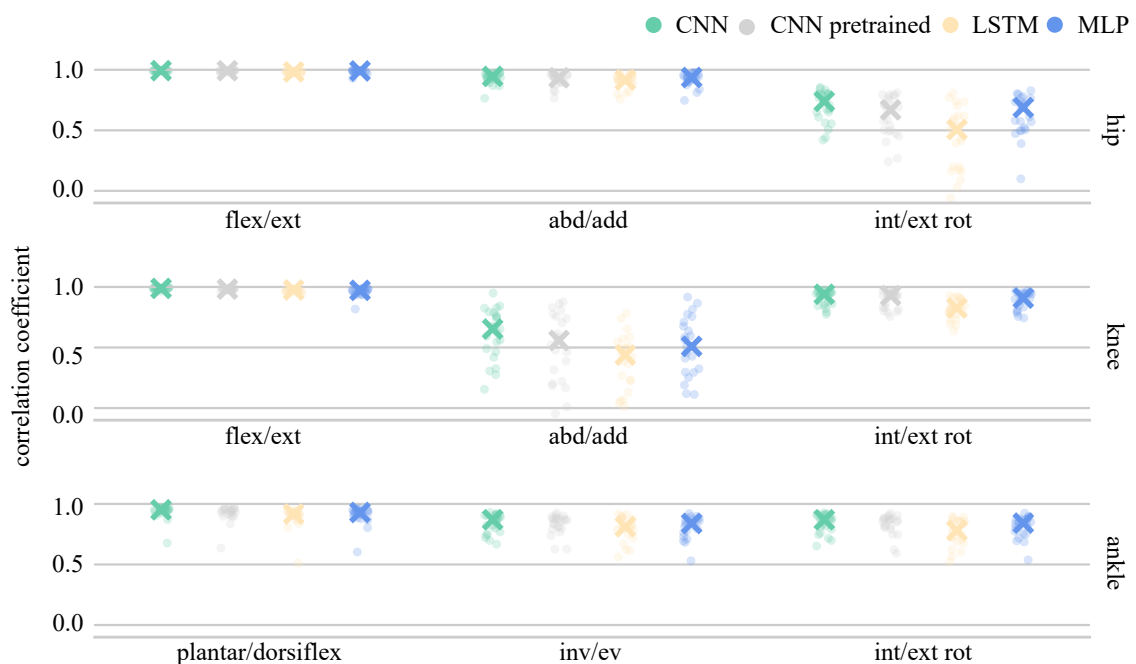 CNN CNN pretrained LSTM MLP
1.0
0.5
0.0
hip
flex/ext abd/add int/ext rot
correlation coefficient
1.0
0.5
0.0
knee
flex/ext abd/add int/ext rot
1.0
0.5
0.0
ankle
plantar/dorsiflex inv/ev int/ext rot